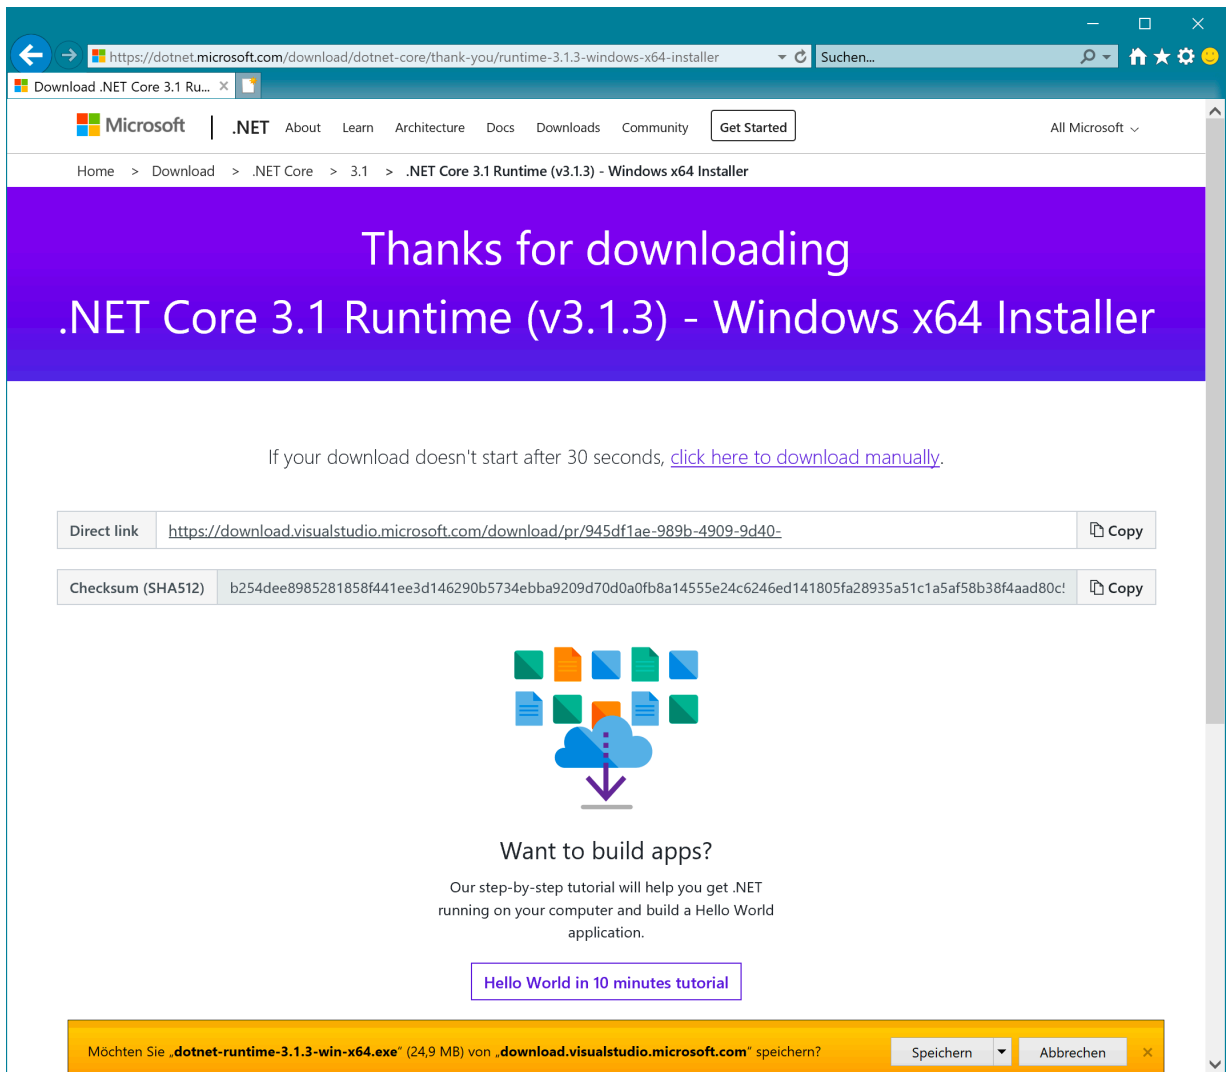 https://dotnet.microsoft.com/download/dotnet-core/thank-you/runtime-3.1.3-windows-x64-installer
Suchen...
Download .NET Core 3.1 Ru...
Microsoft
.NET About Learn Architecture Docs Downloads Community Get Started All Microsoft
Home > Download > .NET Core > 3.1 > .NET Core 3.1 Runtime (v3.1.3) - Windows x64 Installer
Thanks for downloading
.NET Core 3.1 Runtime (v3.1.3) - Windows x64 Installer
If your download doesn't start after 30 seconds, click here to download manually.
Direct link https://download.visualstudio.microsoft.com/download/pr/945df1ae-989b-4909-9d40- Copy
Checksum (SHA512) b254dee8985281858f441ee3d146290b5734ebba9209d70d0a0fb8a14555e24c6246ed141805fa28935a51c1a5af58b38f4aad80c5 Copy
Want to build apps?
Our step-by-step tutorial will help you get .NET
running on your computer and build a Hello World
application.
Hello World in 10 minutes tutorial
Möchten Sie „dotnet-runtime-3.1.3-win-x64.exe“ (24,9 MB) von „download.visualstudio.microsoft.com“ speichern? Speichern Abbrechen